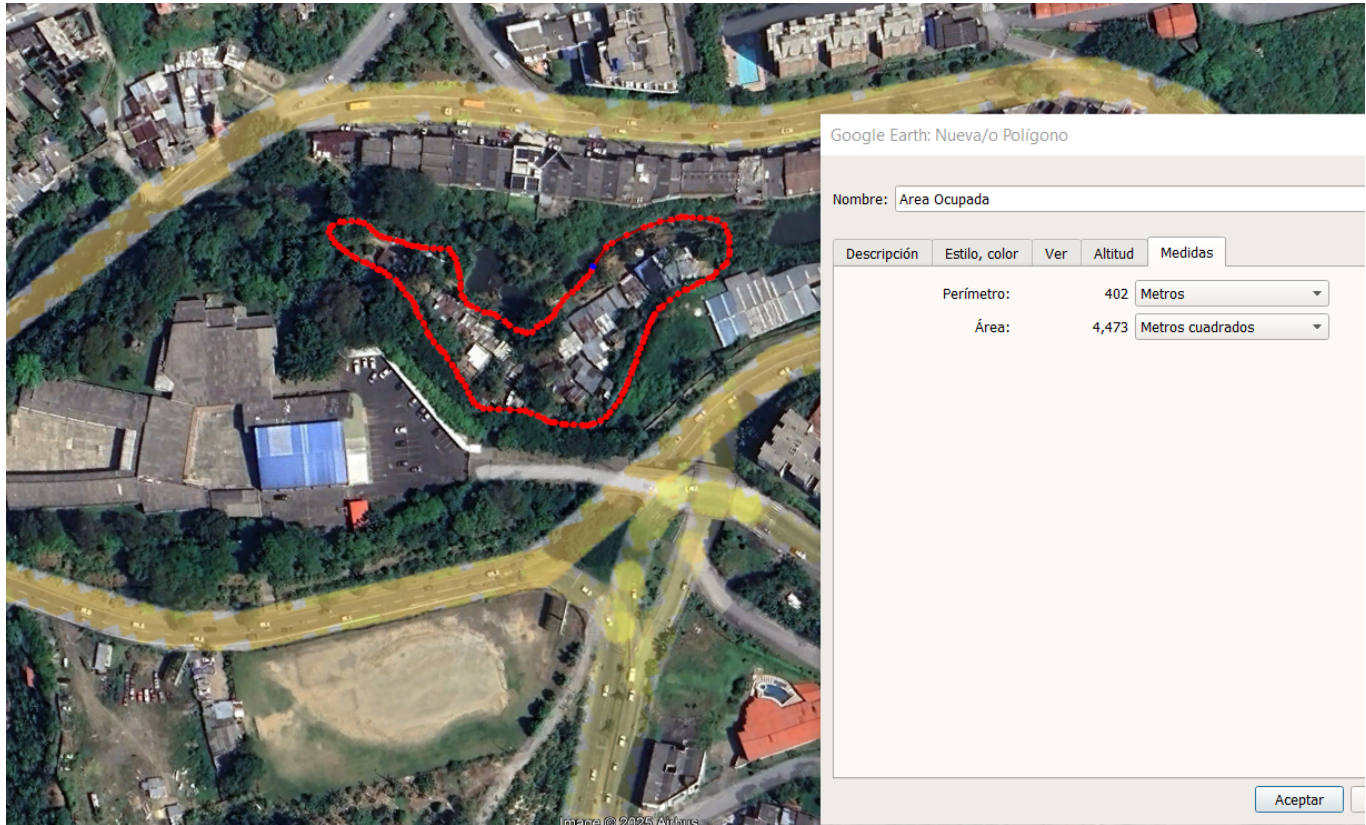 Google Earth: Nueva/o Polígono
Nombre: Area Ocupada
Descripción Estilo, color Ver Altitud Medidas
Perímetro: 402 Metros
Área: 4,473 Metros cuadrados
Aceptar
Image © 2025 Airbus